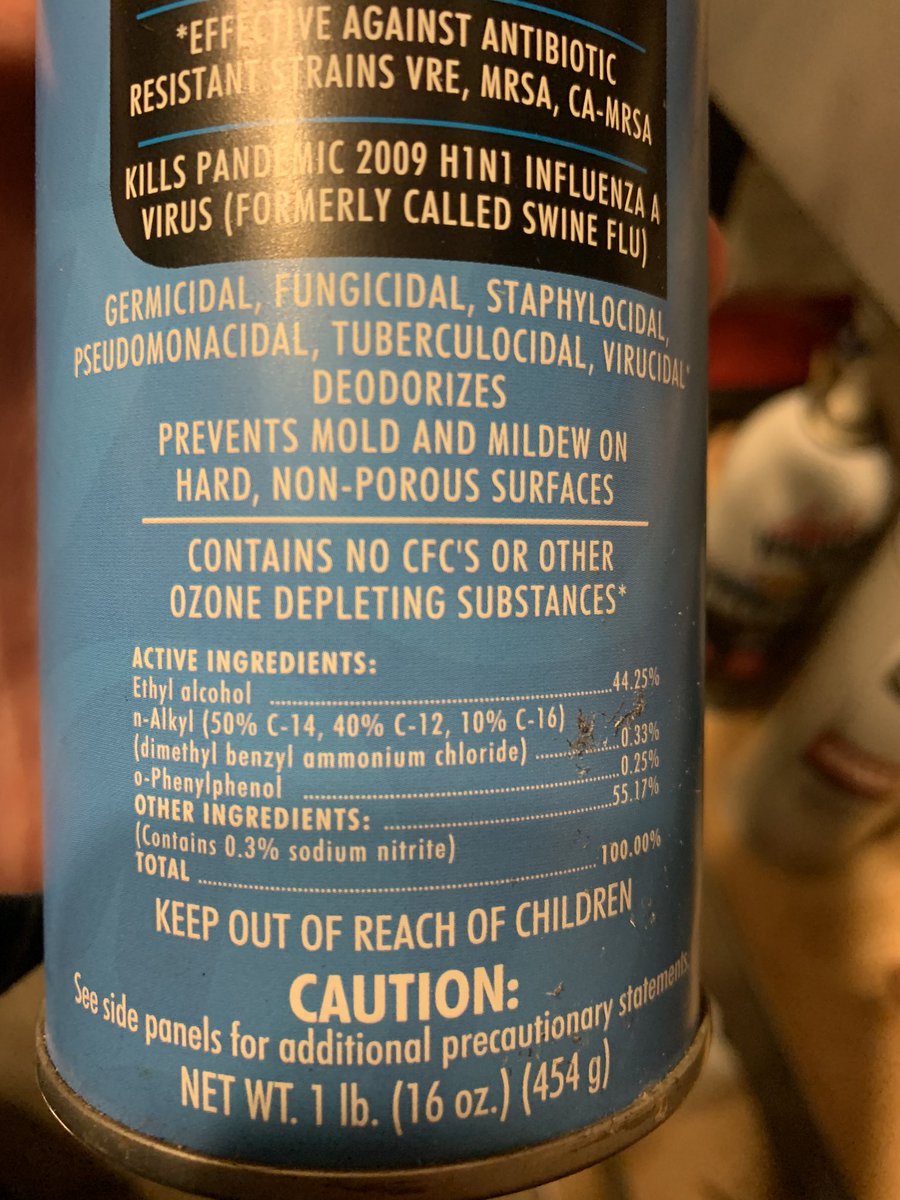 *EFFECTIVE AGAINST ANTIBIOTIC
RESISTANT STRAINS VRE, MRSA, CA-MRSA
KILLS PANDEMIC 2009 H1N1 INFLUENZA A
VIRUS (FORMERLY CALLED SWINE FLU)
GERMICIDAL, FUNGICIDAL, STAPHYLOCIDAL,
PSEUDOMONACIDAL, TUBERCULOCIDAL, VIRUCIDAL*
DEODORIZES
PREVENTS MOLD AND MILDEW ON
HARD, NON-POROUS SURFACES
CONTAINS NO CFC'S OR OTHER
OZONE DEPLETING SUBSTANCES*
ACTIVE INGREDIENTS:
Ethyl alcohol ..... 44.25%
n-Alkyl (50% C-14, 40% C-12, 10% C-16)
(dimethyl benzyl ammonium chloride) ..... 0.33%
o-Phenylphenol ..... 0.25%
OTHER INGREDIENTS: ..... 55.17%
(Contains 0.3% sodium nitrite)
TOTAL ..... 100.00%
KEEP OUT OF REACH OF CHILDREN
CAUTION:
See side panels for additional precautionary statements.
NET WT. 1 lb. (16 oz.) (454 g)